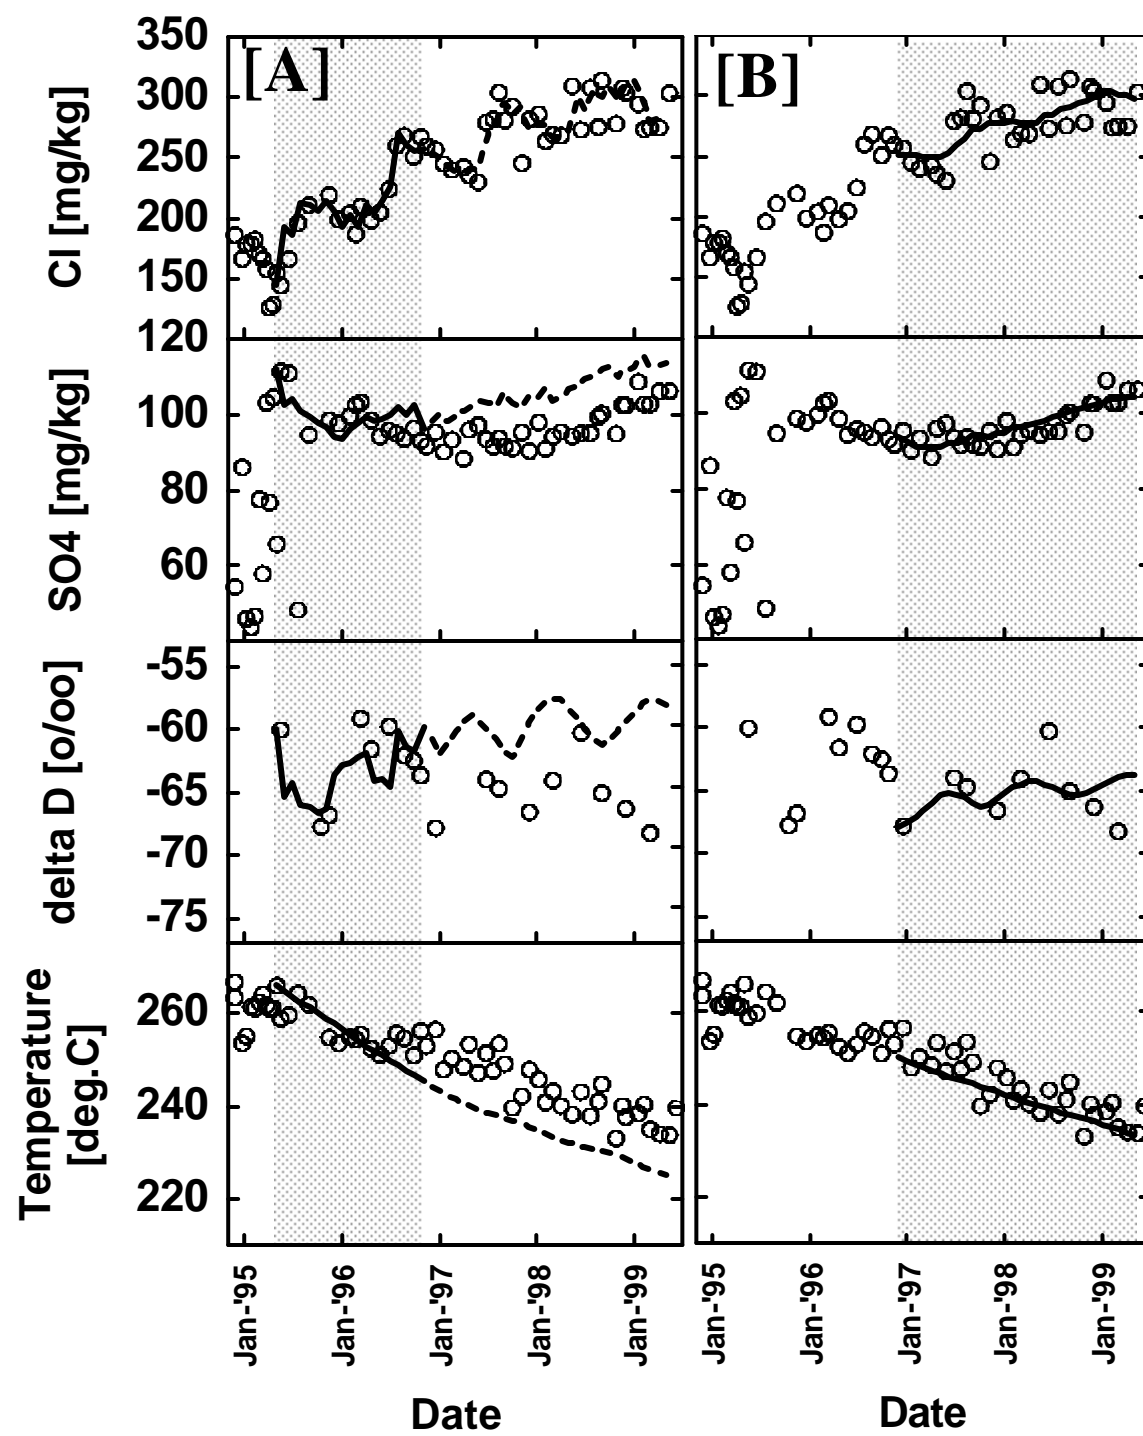 [A]
[B]
Cl [mg/kg]
350
300
250
200
150
120
SO4 [mg/kg]
100
80
60
delta D [o/oo]
-55
-60
-65
-70
-75
Temperature
[deg.C]
260
240
220
Jan-'95
Jan-'96
Jan-'97
Jan-'98
Jan-'99
Jan-'95
Jan-'96
Jan-'97
Jan-'98
Jan-'99
Date
Date